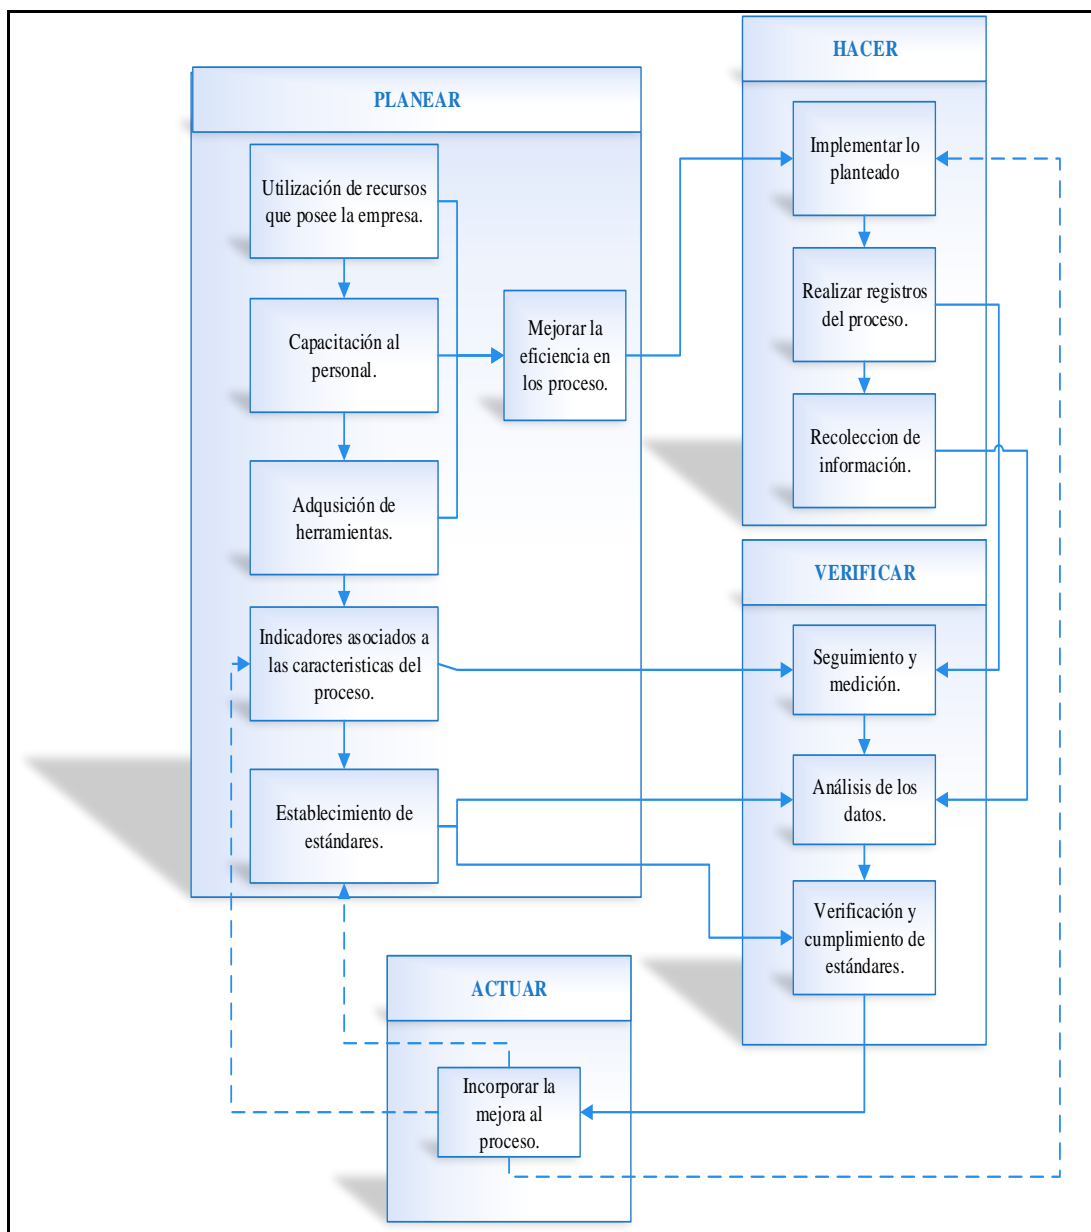 PLANEAR
Utilización de recursos
que posee la empresa.
Capacitación al
personal.
Adqusición de
herramientas.
Indicadores asociados a
las caracteristicas del
proceso.
Establecimiento de
estándares.
Mejorar la
eficiencia en
los proceso.
HACER
Implementar lo
planteado
Realizar registros
del proceso.
Recoleccion de
información.
VERIFICAR
Seguimiento y
medición.
Análisis de los
datos.
Verificación y
cumplimiento de
estándares.
ACTUAR
Incorporar la
mejora al
proceso.